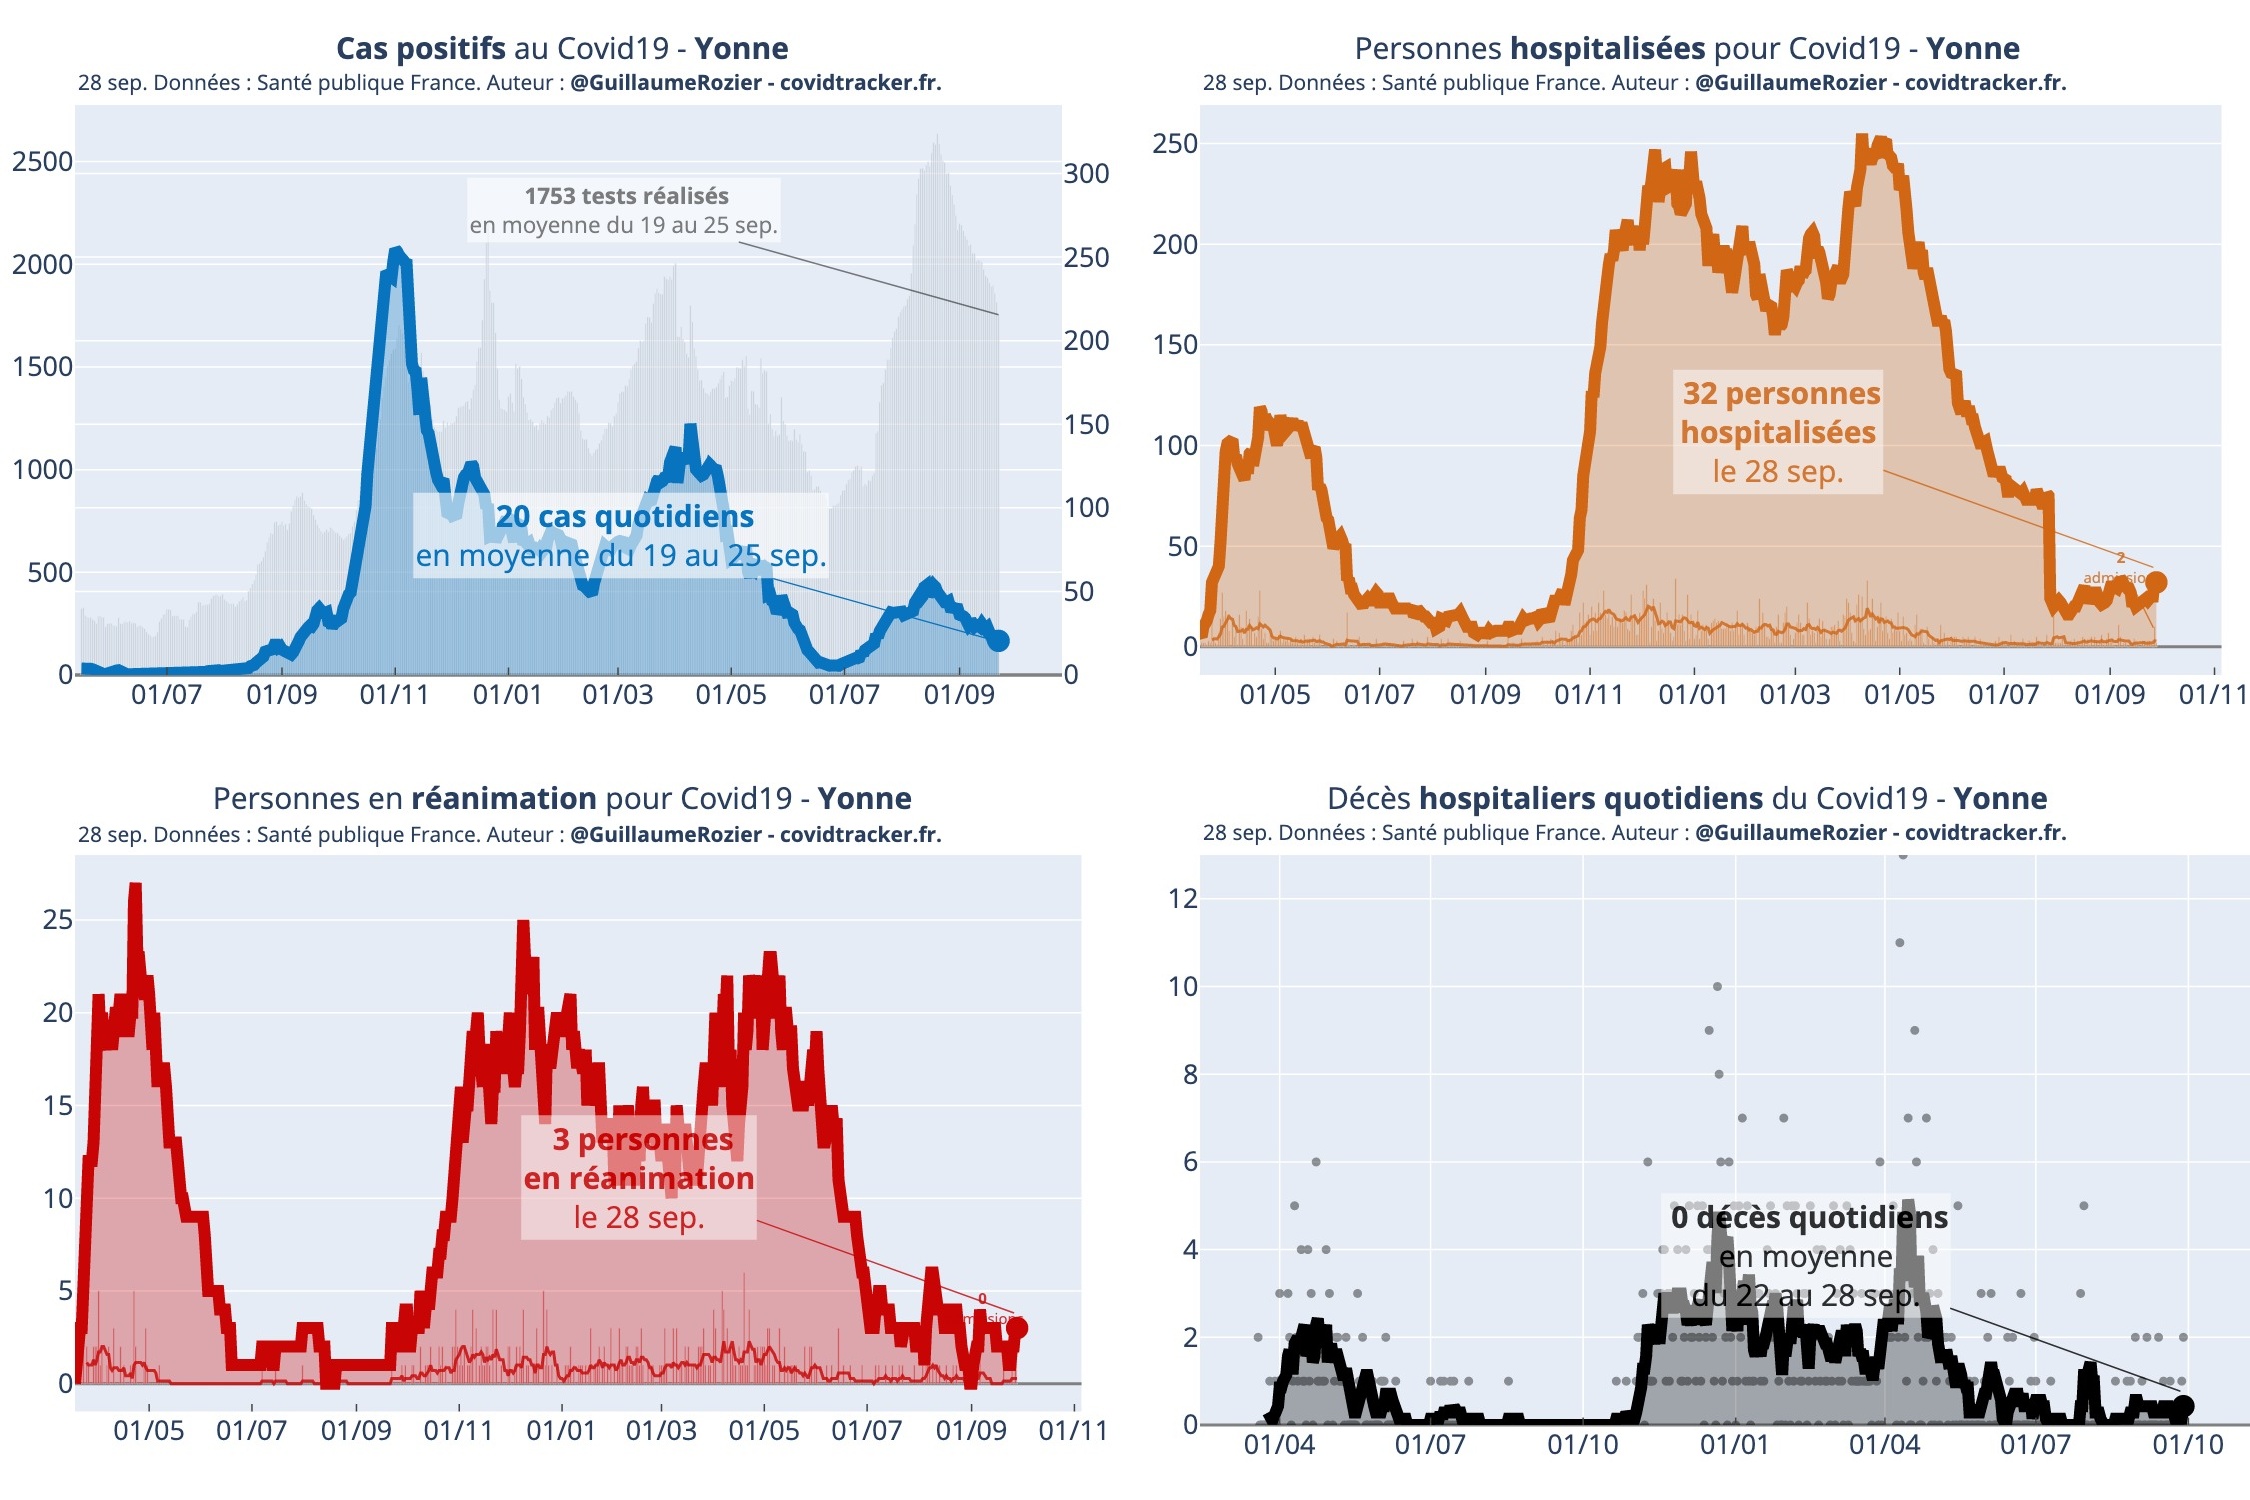 Cas positifs au Covid19 - Yonne
28 sep. Données : Santé publique France. Auteur : @GuillaumeRozier - covidtracker.fr.
2500
2000
1500
1000
500
0
300
250
200
150
100
50
0
1753 tests réalisés
en moyenne du 19 au 25 sep.
20 cas quotidiens
en moyenne du 19 au 25 sep.
01/07 01/09 01/11 01/01 01/03 01/05 01/07 01/09
Personnes hospitalisées pour Covid19 - Yonne
28 sep. Données : Santé publique France. Auteur : @GuillaumeRozier - covidtracker.fr.
250
200
150
100
50
0
32 personnes
hospitalisées
le 28 sep.
2
01/05 01/07 01/09 01/11 01/01 01/03 01/05 01/07 01/09 01/11
Personnes en réanimation pour Covid19 - Yonne
28 sep. Données : Santé publique France. Auteur : @GuillaumeRozier - covidtracker.fr.
25
20
15
10
5
0
3 personnes
en réanimation
le 28 sep.
0
01/05 01/07 01/09 01/11 01/01 01/03 01/05 01/07 01/09 01/11
Décès hospitaliers quotidiens du Covid19 - Yonne
28 sep. Données : Santé publique France. Auteur : @GuillaumeRozier - covidtracker.fr.
12
10
8
6
4
2
0
0 décès quotidiens
en moyenne
du 22 au 28 sep.
01/04 01/07 01/10 01/01 01/04 01/07 01/10